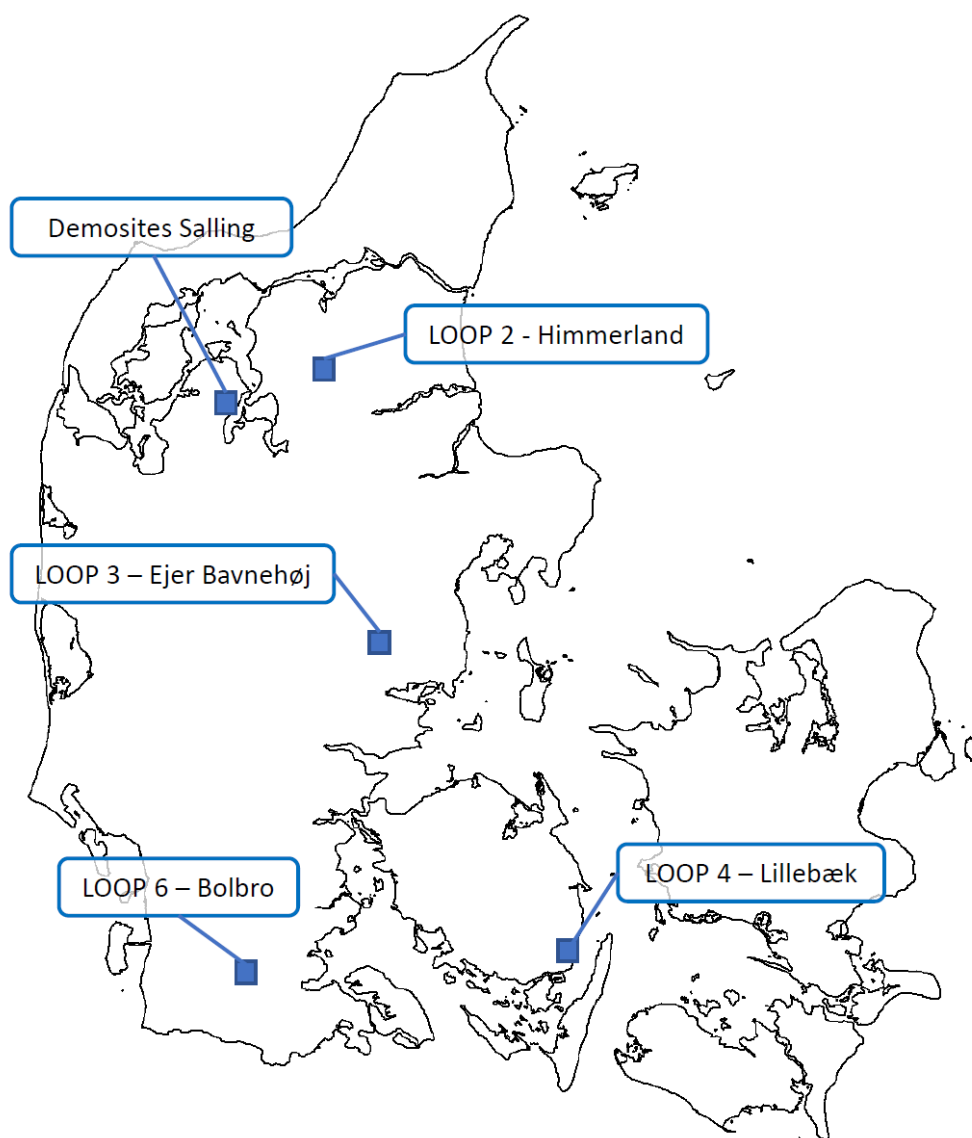 Demosites Salling
LOOP 2 - Himmerland
LOOP 3 – Ejer Bavnehøj
LOOP 4 – Lillebæk
LOOP 6 – Bolbro